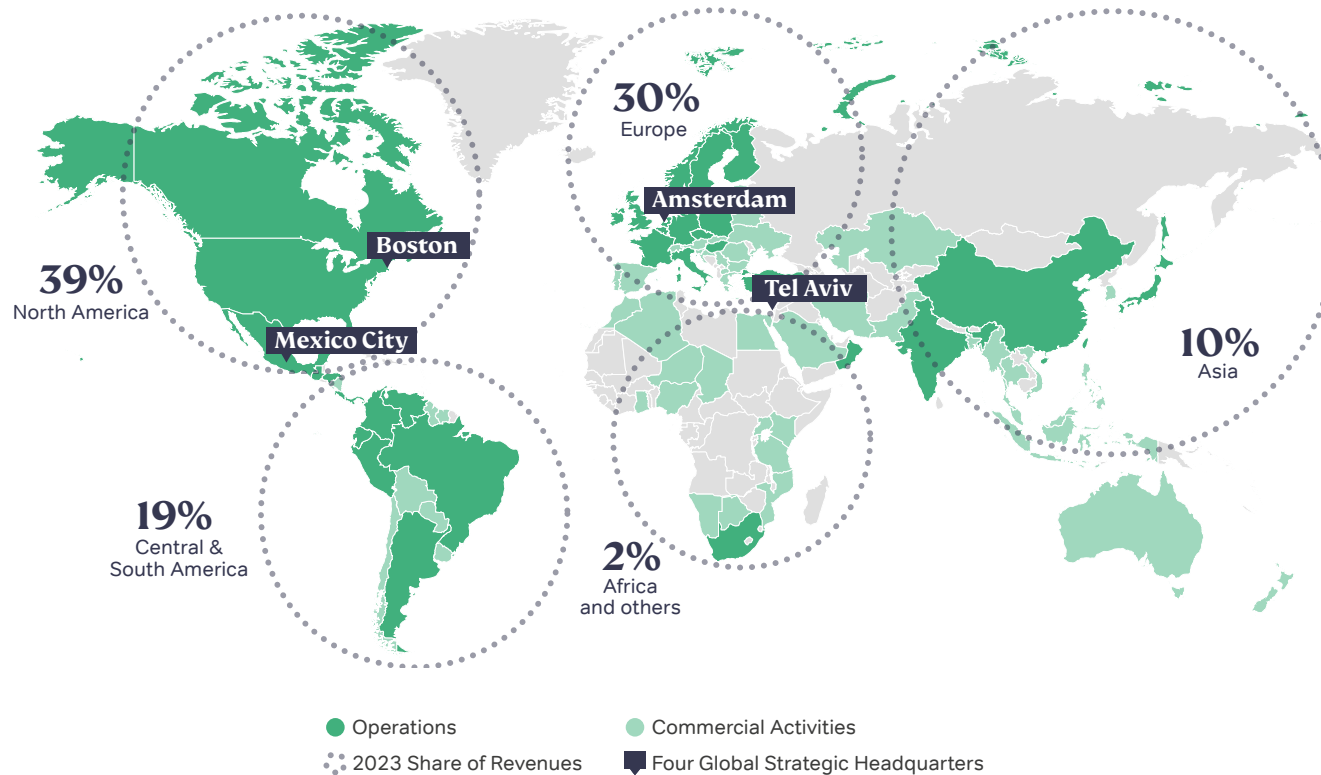 30%
Europe
Amsterdam
Boston
39%
North America
Tel Aviv
Mexico City
10%
Asia
19%
Central &
South America
2%
Africa
and others
Operations
Commercial Activities
2023 Share of Revenues
Four Global Strategic Headquarters